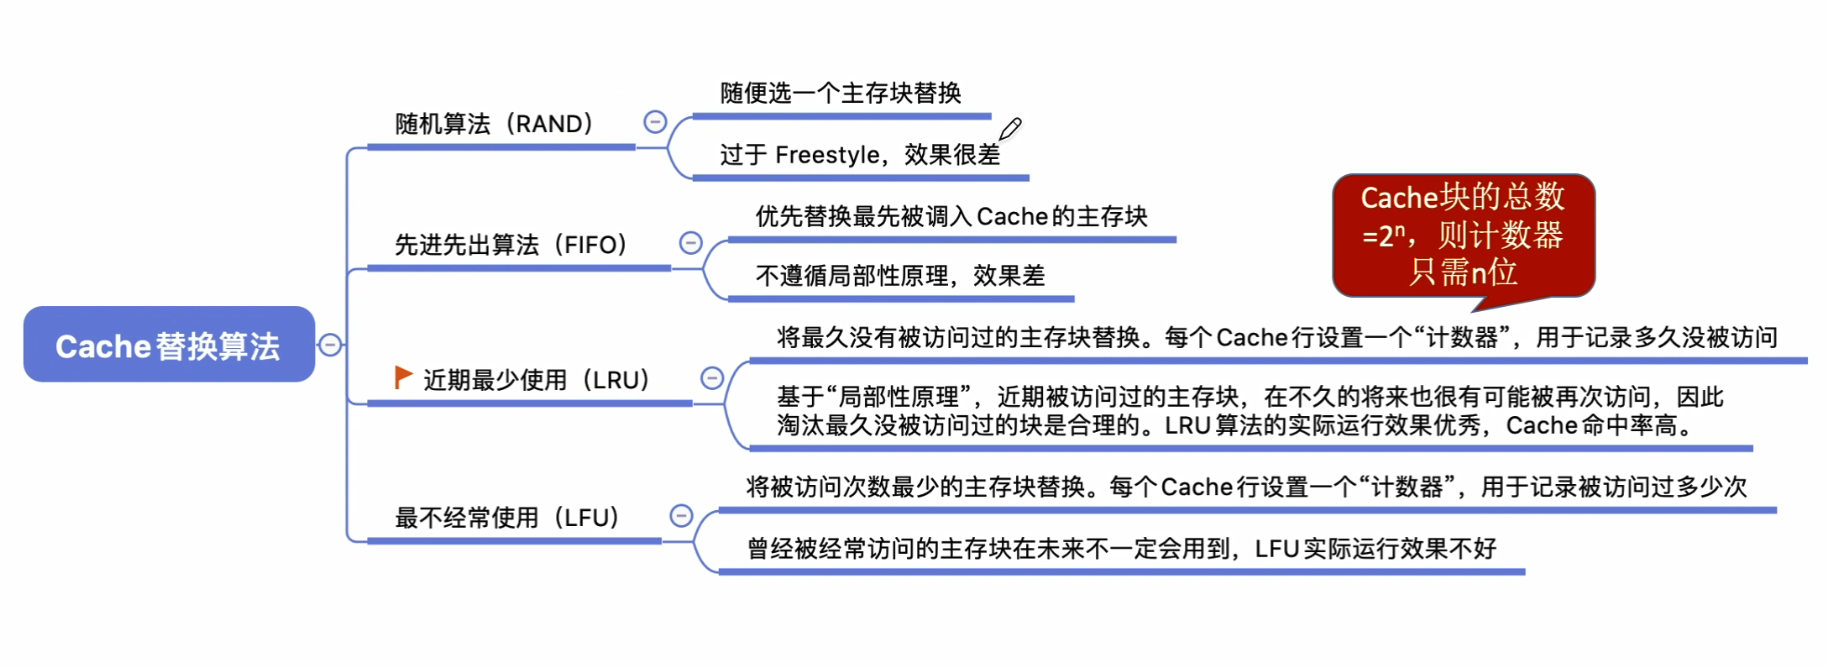 Cache替换算法
随机算法（RAND）
随便选一个主存块替换
过于 Freestyle，效果很差
先进先出算法（FIFO）
优先替换最先被调入Cache的主存块
不遵循局部性原理，效果差
Cache块的总数
=2ⁿ，则计数器
只需n位
近期最少使用（LRU）
将最久没有被访问过的主存块替换。每个Cache行设置一个“计数器”，用于记录多久没被访问
基于“局部性原理”，近期被访问过的主存块，在不久的将来也很有可能被再次访问，因此
淘汰最久没被访问过的块是合理的。LRU算法的实际运行效果优秀，Cache命中率高。
最不经常使用（LFU）
将被访问次数最少的主存块替换。每个Cache行设置一个“计数器”，用于记录被访问过多少次
曾经被经常访问的主存块在未来不一定会用到，LFU实际运行效果不好